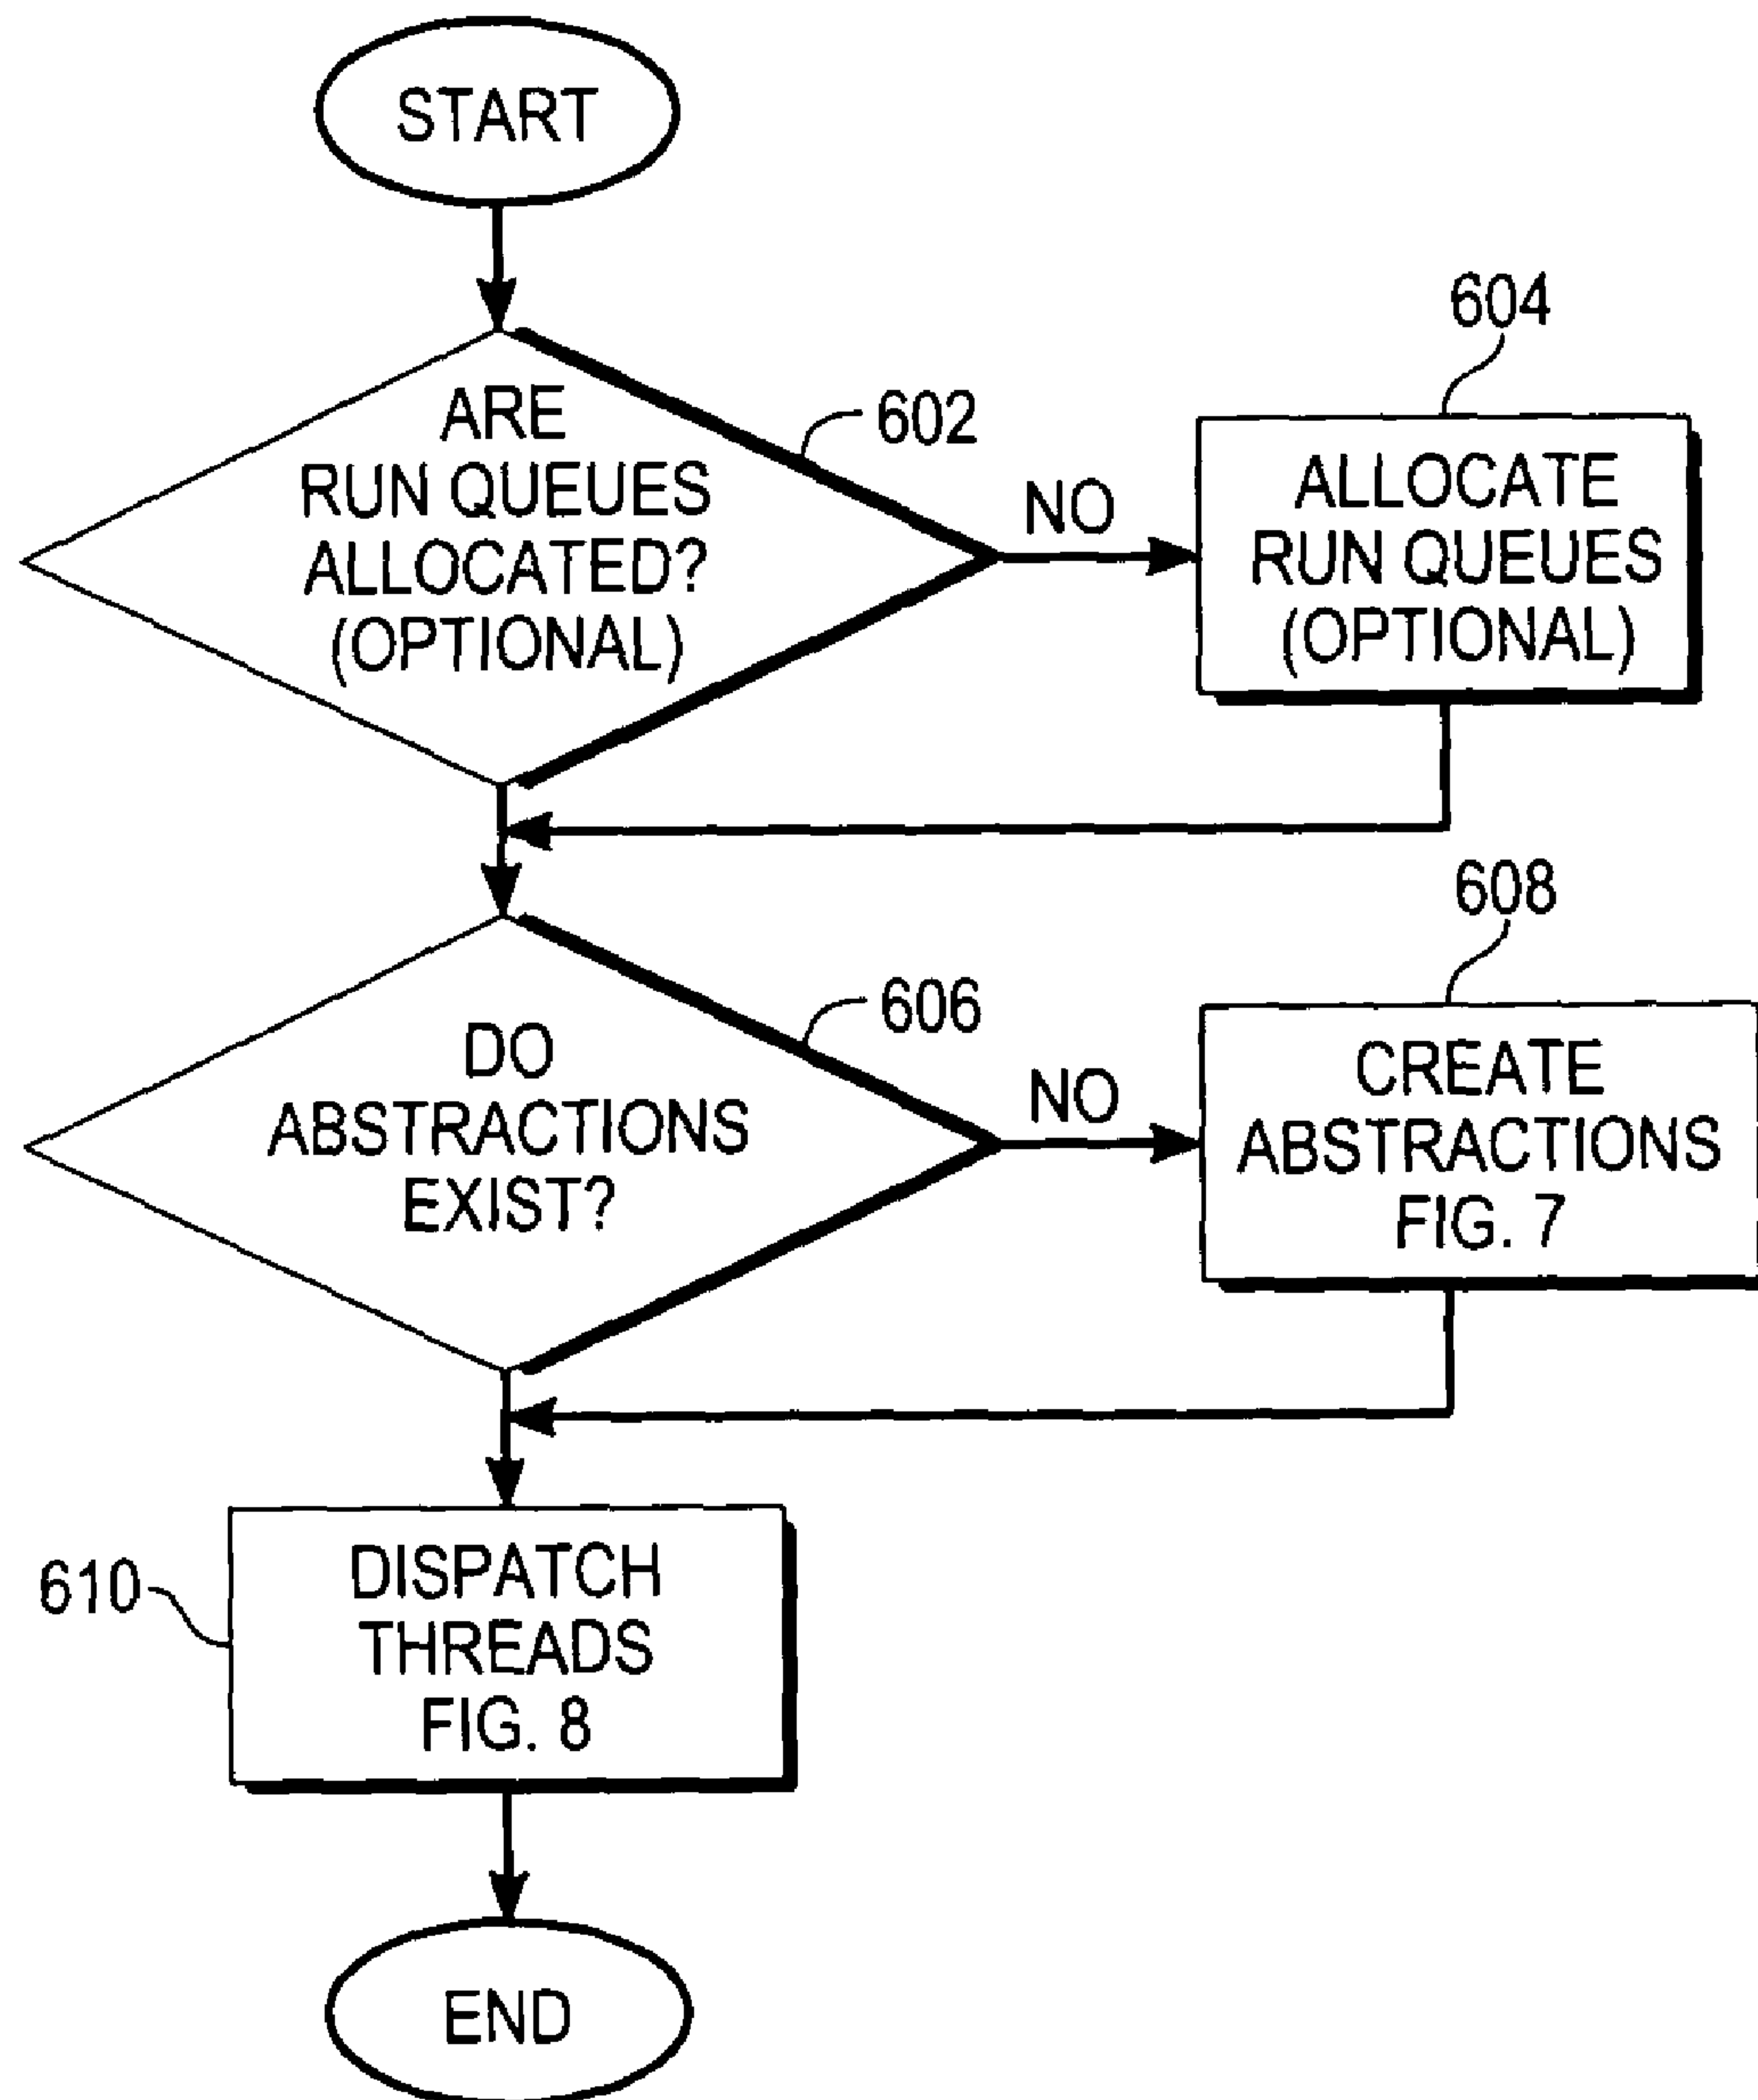 START
604
ARE
RUN QUEUES
ALLOCATED?
(OPTIONAL)
602
NO
ALLOCATE
RUN QUEUES
(OPTIONAL)
608
DO
ABSTRACTIONS
EXIST?
606
NO
CREATE
ABSTRACTIONS
FIG. 7
610
DISPATCH
THREADS
FIG. 8
END